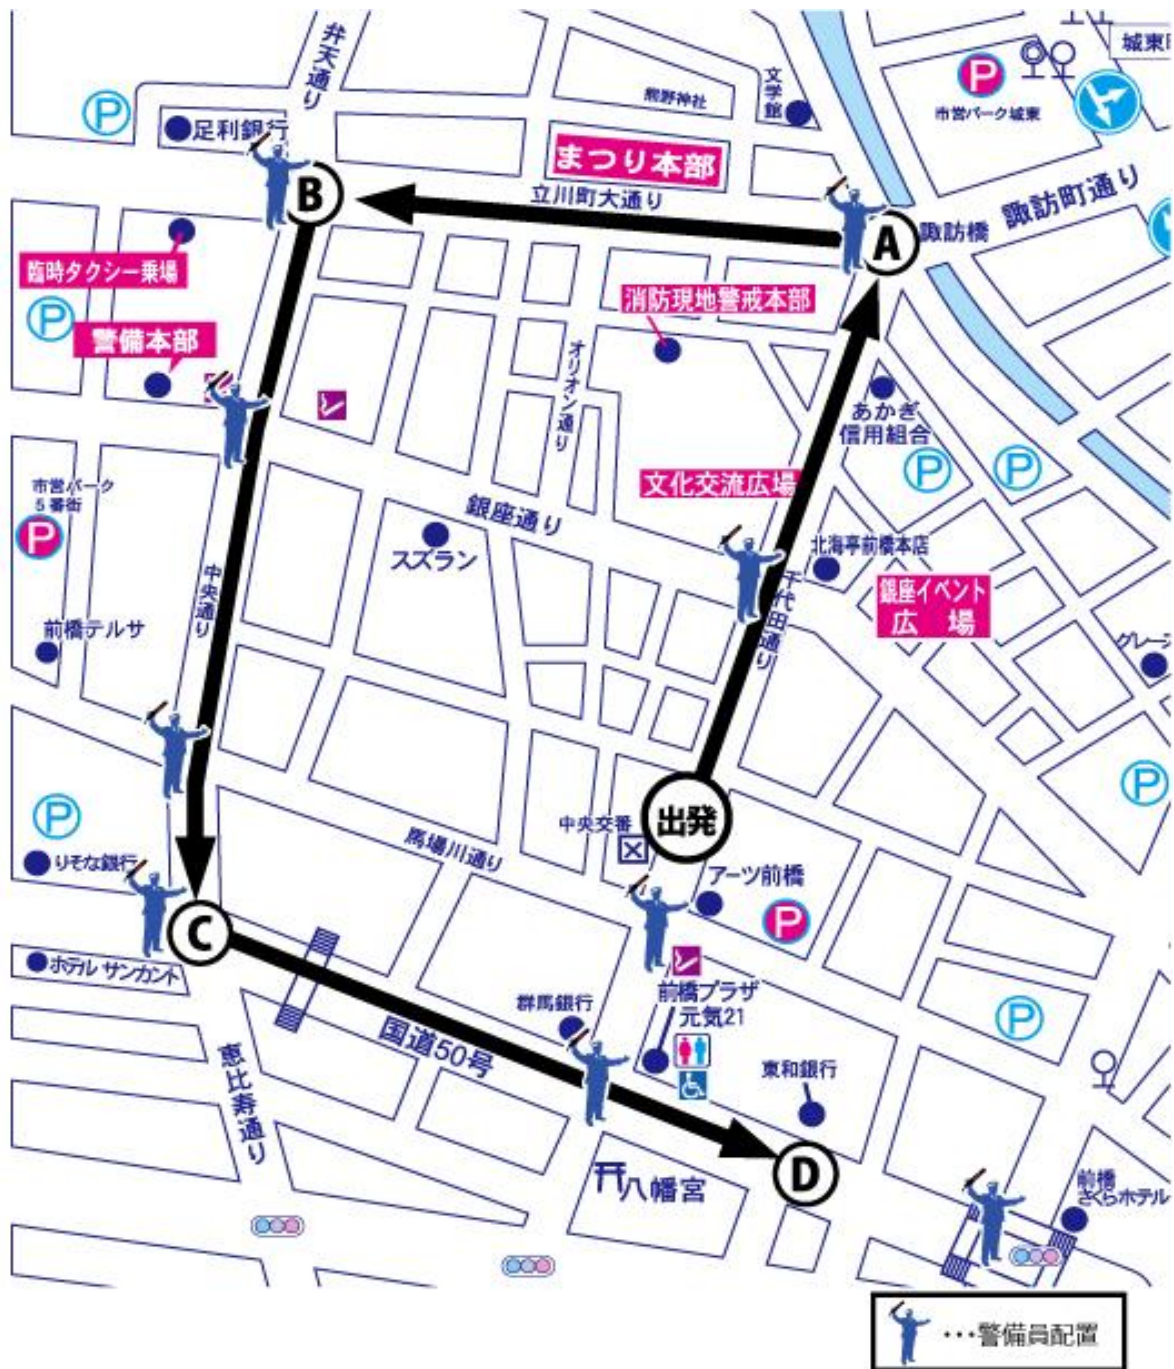 弁天通り
城東
P
P
市営パーク城東
文学館
熊野神社
足利銀行
まつり本部
立川町大通り
諏訪町通り
諏訪橋
B
A
臨時タクシー乗場
P
消防現地警戒本部
警備本部
オリオン通り
あかぎ
信用組合
P
P
市営パーク
5番街
P
文化交流広場
銀座通り
スズラン
北海亭前橋本店
銀座イベント
広場
中央通り
千代田通り
前橋テルサ
グレー
P
P
出発
中央交番
馬場川通り
りそな銀行
アーツ前橋
P
C
ホテル サンカント
前橋プラザ
元気21
群馬銀行
P
国道50号
東和銀行
恵比寿通り
D
八幡宮
前橋
さくらホテル
・・・警備員配置